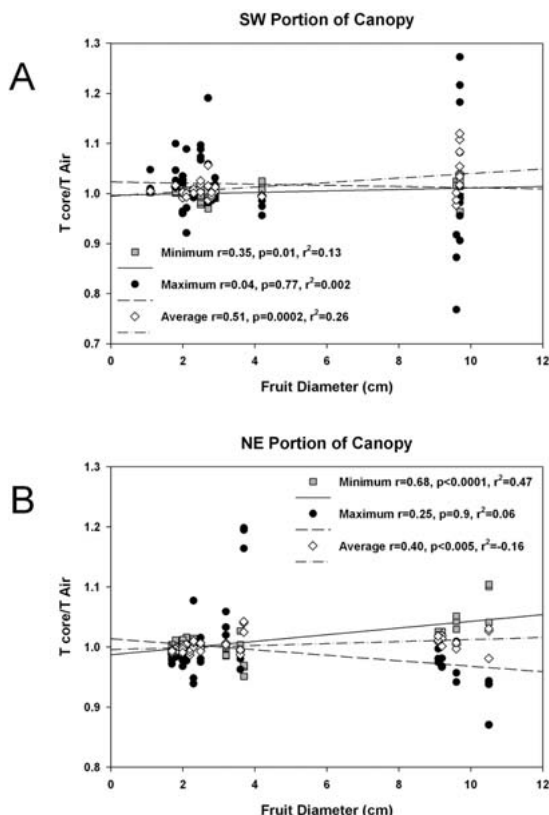 SW Portion of Canopy
A
1.3
1.2
1.1
1.0
0.9
0.8
0.7
T core/T Air
Minimum r=0.35, p=0.01, r²=0.13
Maximum r=0.04, p=0.77, r²=0.002
Average r=0.51, p=0.0002, r²=0.26
0 2 4 6 8 10 12
Fruit Diameter (cm)
NE Portion of Canopy
B
1.3
1.2
1.1
1.0
0.9
0.8
T core/T Air
Minimum r=0.68, p<0.0001, r²=0.47
Maximum r=0.25, p=0.9, r²=0.06
Average r=0.40, p<0.005, r²=-0.16
0 2 4 6 8 10 12
Fruit Diameter (cm)